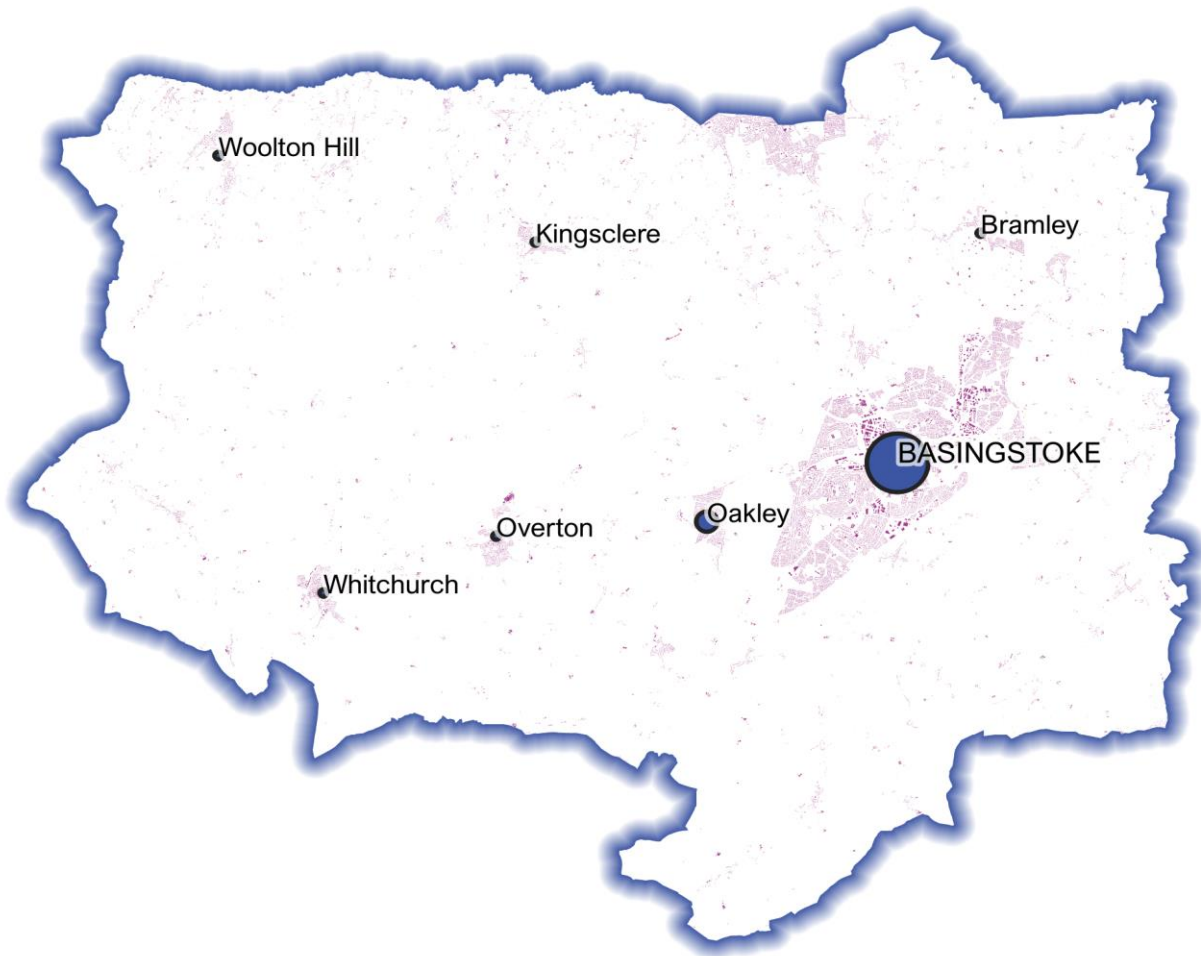 Woolton Hill
Kingsclere
Bramley
BASINGSTOKE
Oakley
Overton
Whitchurch